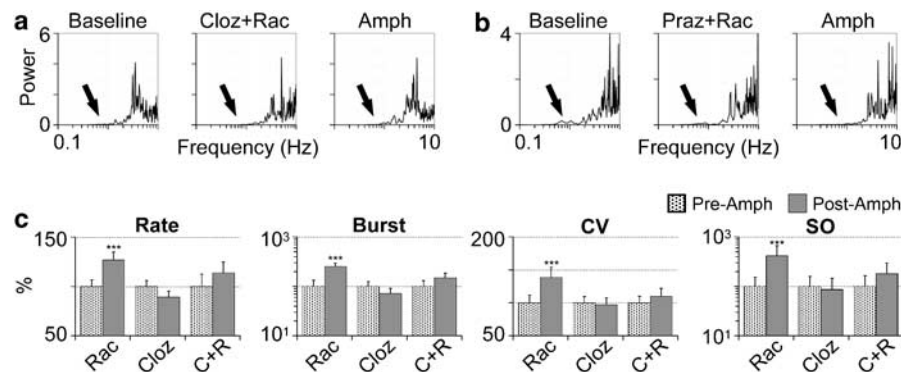 a Baseline Cloz+Rac Amph
b Baseline Praz+Rac Amph
6
Power
0
0.1 Frequency (Hz) 10
4
0
0.1 Frequency (Hz) 10
Pre-Amph Post-Amph
c Rate Burst CV SO
%
150
***
50
Rac Cloz C+R
10³
***
10¹
Rac Cloz C+R
200
***
50
Rac Cloz C+R
10³
***
10¹
Rac Cloz C+R